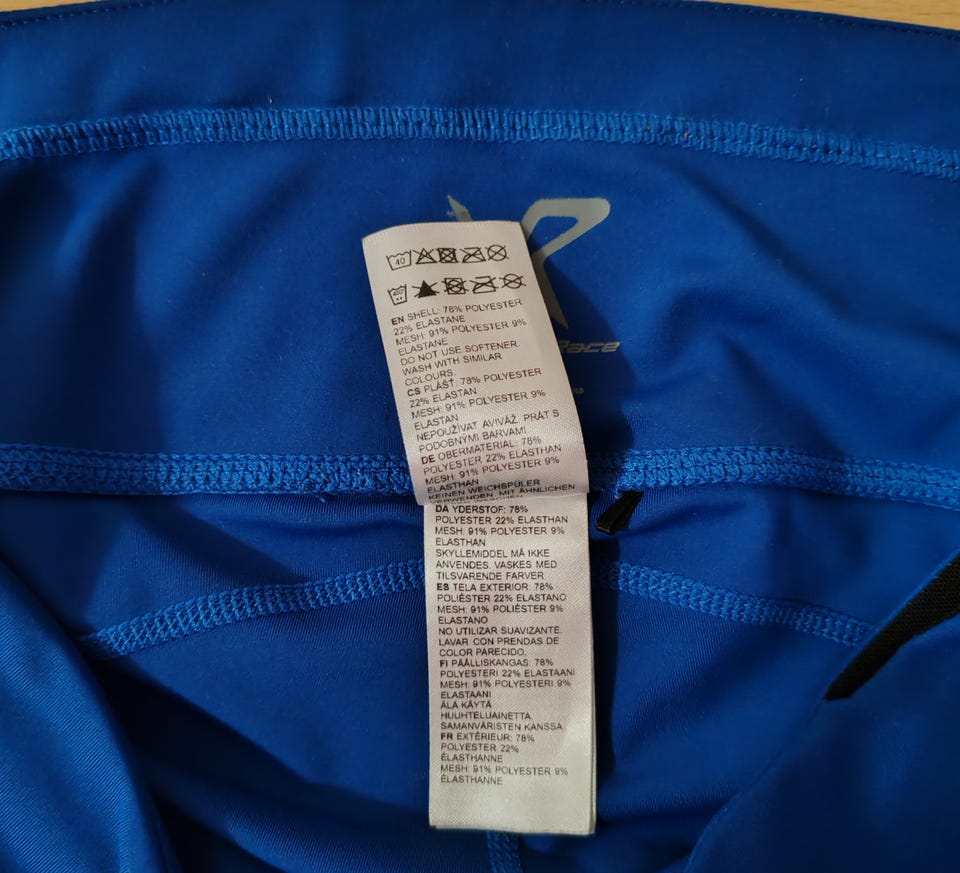 40
EN SHELL: 78% POLYESTER
22% ELASTANE
MESH: 91% POLYESTER 9%
ELASTANE
DO NOT USE SOFTENER.
WASH WITH SIMILAR
COLOURS.
CS PLÁŠŤ: 78% POLYESTER
22% ELASTAN
MESH: 91% POLYESTER 9%
ELASTAN
NEPOUŽÍVAT AVIVÁŽ. PRÁT S
PODOBNÝMI BARVAMI.
DE OBERMATERIAL: 78%
POLYESTER 22% ELASTHAN
MESH: 91% POLYESTER 9%
ELASTHAN
KEINEN WEICHSPÜLER
VERWENDEN. MIT ÄHNLICHEN
DA YDERSTOF: 78%
POLYESTER 22% ELASTHAN
MESH: 91% POLYESTER 9%
ELASTHAN
SKYLLEMIDDEL MÅ IKKE
ANVENDES. VASKES MED
TILSVARENDE FARVER.
ES TELA EXTERIOR: 78%
POLIÉSTER 22% ELASTANO
MESH: 91% POLIÉSTER 9%
ELASTANO
NO UTILIZAR SUAVIZANTE.
LAVAR CON PRENDAS DE
COLOR PARECIDO.
FI PÄÄLLISKANGAS: 78%
POLYESTERI 22% ELASTAANI
MESH: 91% POLYESTERI 9%
ELASTAANI
ÄLÄ KÄYTÄ
HUUHTELUAINETTA.
SAMANVÄRISTEN KANSSA
FR EXTÉRIEUR: 78%
POLYESTER 22%
ÉLASTHANNE
MESH: 91% POLYESTER 9%
ÉLASTHANNE